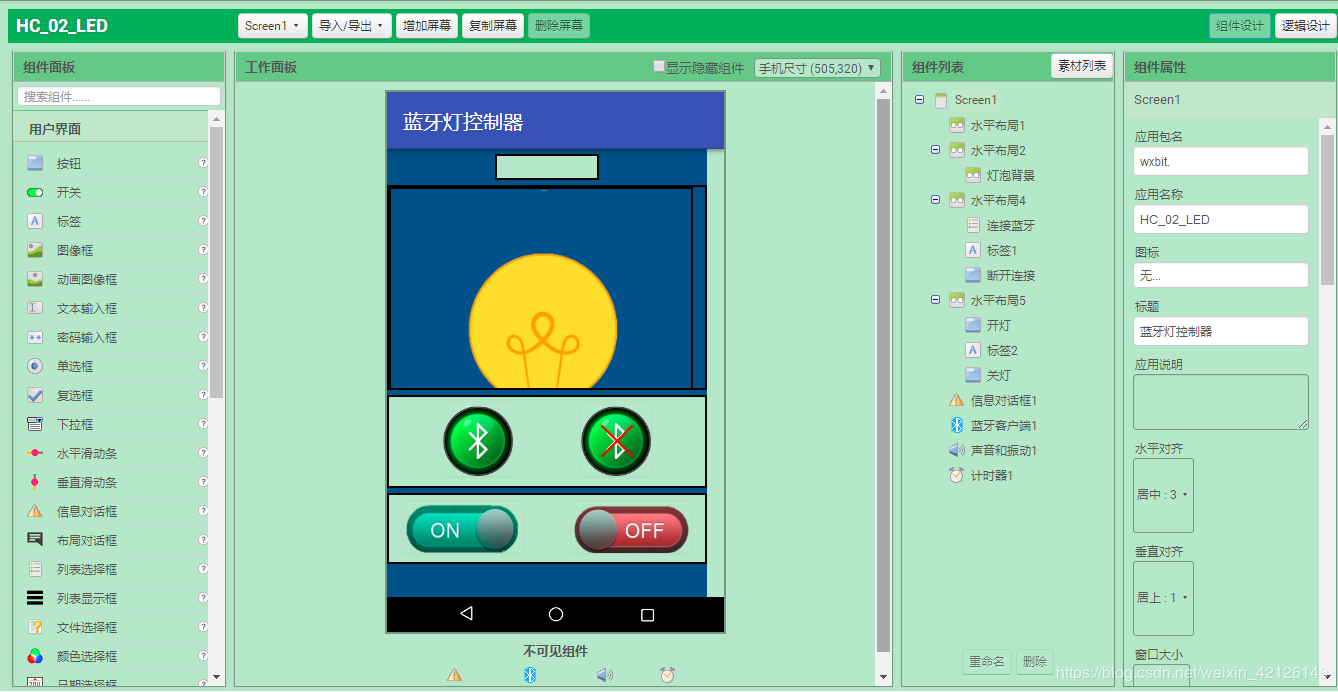 HC_02_LED
Screen1
导入/导出
增加屏幕
复制屏幕
删除屏幕
组件设计
逻辑设计
组件面板
搜索组件......
用户界面
按钮
开关
标签
图像框
动画图像框
文本输入框
密码输入框
单选框
复选框
下拉框
水平滑动条
垂直滑动条
信息对话框
布局对话框
列表选择框
列表显示框
文件选择框
颜色选择框
日期选择框
工作面板
显示隐藏组件
手机尺寸 (505,320)
蓝牙灯控制器
ON
OFF
不可见组件
组件列表
素材列表
Screen1
水平布局1
水平布局2
灯泡背景
水平布局4
连接蓝牙
标签1
断开连接
水平布局5
开灯
标签2
关灯
信息对话框1
蓝牙客户端1
声音和振动1
计时器1
重命名
删除
组件属性
Screen1
应用包名
wxbit.
应用名称
HC_02_LED
图标
无...
标题
蓝牙灯控制器
应用说明
水平对齐
居中 : 3
垂直对齐
居上 : 1
窗口大小
https://blog.csdn.net/weixin_42126140